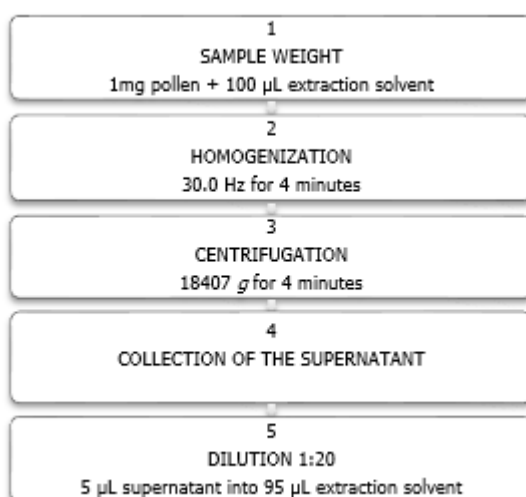 1
SAMPLE WEIGHT
1mg pollen + 100 µL extraction solvent
2
HOMOGENIZATION
30.0 Hz for 4 minutes
3
CENTRIFUGATION
18407 g for 4 minutes
4
COLLECTION OF THE SUPERNATANT
5
DILUTION 1:20
5 µL supernatant into 95 µL extraction solvent